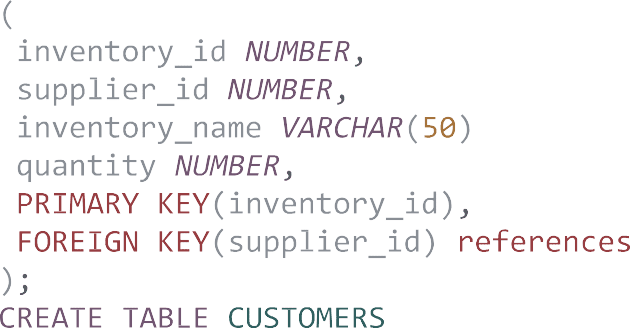 (
inventory_id NUMBER,
supplier_id NUMBER,
inventory_name VARCHAR(50)
quantity NUMBER,
PRIMARY KEY(inventory_id),
FOREIGN KEY(supplier_id) references
);
CREATE TABLE CUSTOMERS